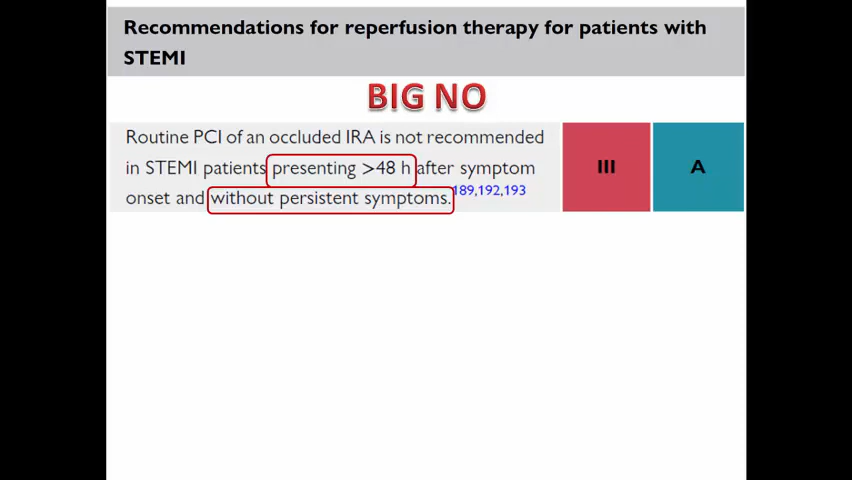 Recommendations for reperfusion therapy for patients with
STEMI
BIG NO
Routine PCI of an occluded IRA is not recommended
in STEMI patients presenting >48 h after symptom
onset and without persistent symptoms.189,192,193
III
A